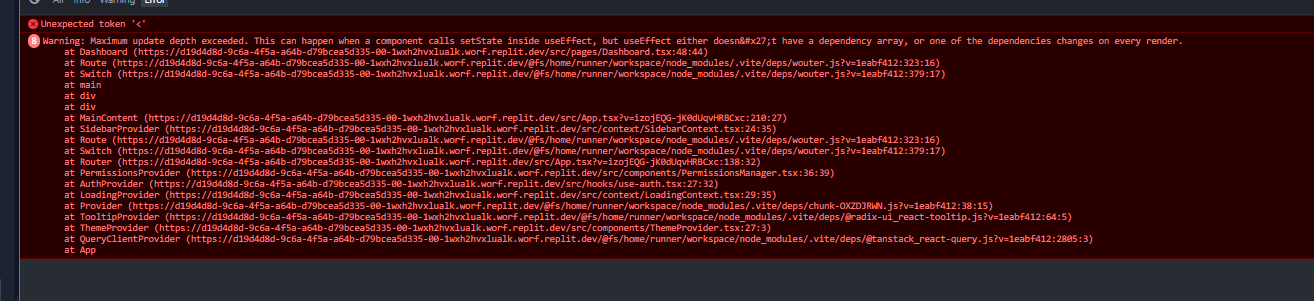 All Info Warning Error
Unexpected token '<'
8 Warning: Maximum update depth exceeded. This can happen when a component calls setState inside useEffect, but useEffect either doesn&#x27;t have a dependency array, or one of the dependencies changes on every render.
at Dashboard (https://d19d4d8d-9c6a-4f5a-a64b-d79bcea5d335-00-1wxh2hvxlualk.worf.replit.dev/src/pages/Dashboard.tsx:48:44)
at Route (https://d19d4d8d-9c6a-4f5a-a64b-d79bcea5d335-00-1wxh2hvxlualk.worf.replit.dev/@fs/home/runner/workspace/node_modules/.vite/deps/wouter.js?v=1eabf412:323:16)
at Switch (https://d19d4d8d-9c6a-4f5a-a64b-d79bcea5d335-00-1wxh2hvxlualk.worf.replit.dev/@fs/home/runner/workspace/node_modules/.vite/deps/wouter.js?v=1eabf412:379:17)
at main
at div
at div
at MainContent (https://d19d4d8d-9c6a-4f5a-a64b-d79bcea5d335-00-1wxh2hvxlualk.worf.replit.dev/src/App.tsx?v=izojEQG-jK0dUqvHRBCxc:210:27)
at SidebarProvider (https://d19d4d8d-9c6a-4f5a-a64b-d79bcea5d335-00-1wxh2hvxlualk.worf.replit.dev/src/context/SidebarContext.tsx:24:35)
at Route (https://d19d4d8d-9c6a-4f5a-a64b-d79bcea5d335-00-1wxh2hvxlualk.worf.replit.dev/@fs/home/runner/workspace/node_modules/.vite/deps/wouter.js?v=1eabf412:323:16)
at Switch (https://d19d4d8d-9c6a-4f5a-a64b-d79bcea5d335-00-1wxh2hvxlualk.worf.replit.dev/@fs/home/runner/workspace/node_modules/.vite/deps/wouter.js?v=1eabf412:379:17)
at Router (https://d19d4d8d-9c6a-4f5a-a64b-d79bcea5d335-00-1wxh2hvxlualk.worf.replit.dev/src/App.tsx?v=izojEQG-jK0dUqvHRBCxc:138:32)
at PermissionsProvider (https://d19d4d8d-9c6a-4f5a-a64b-d79bcea5d335-00-1wxh2hvxlualk.worf.replit.dev/src/components/PermissionsManager.tsx:36:39)
at AuthProvider (https://d19d4d8d-9c6a-4f5a-a64b-d79bcea5d335-00-1wxh2hvxlualk.worf.replit.dev/src/hooks/use-auth.tsx:27:32)
at LoadingProvider (https://d19d4d8d-9c6a-4f5a-a64b-d79bcea5d335-00-1wxh2hvxlualk.worf.replit.dev/src/context/LoadingContext.tsx:29:35)
at Provider (https://d19d4d8d-9c6a-4f5a-a64b-d79bcea5d335-00-1wxh2hvxlualk.worf.replit.dev/@fs/home/runner/workspace/node_modules/.vite/deps/chunk-OXZDJRWN.js?v=1eabf412:38:15)
at TooltipProvider (https://d19d4d8d-9c6a-4f5a-a64b-d79bcea5d335-00-1wxh2hvxlualk.worf.replit.dev/@fs/home/runner/workspace/node_modules/.vite/deps/@radix-ui_react-tooltip.js?v=1eabf412:64:5)
at ThemeProvider (https://d19d4d8d-9c6a-4f5a-a64b-d79bcea5d335-00-1wxh2hvxlualk.worf.replit.dev/src/components/ThemeProvider.tsx:27:3)
at QueryClientProvider (https://d19d4d8d-9c6a-4f5a-a64b-d79bcea5d335-00-1wxh2hvxlualk.worf.replit.dev/@fs/home/runner/workspace/node_modules/.vite/deps/@tanstack_react-query.js?v=1eabf412:2805:3)
at App